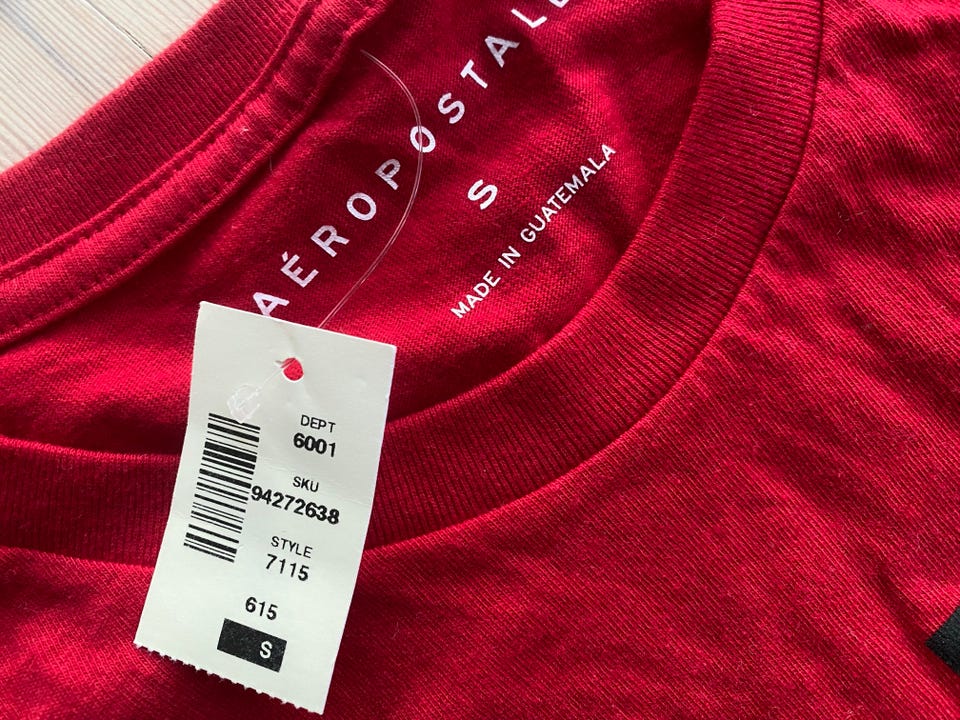 AÉROPOSTALE
S
MADE IN GUATEMALA
DEPT
6001
SKU
94272638
STYLE
7115
615
S